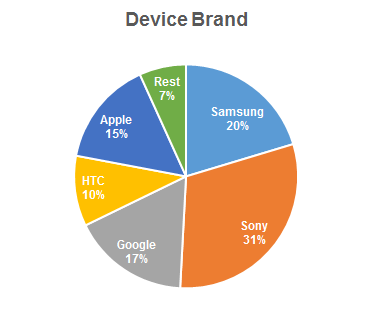 Device Brand
Samsung
20%
Sony
31%
Google
17%
HTC
10%
Apple
15%
Rest
7%